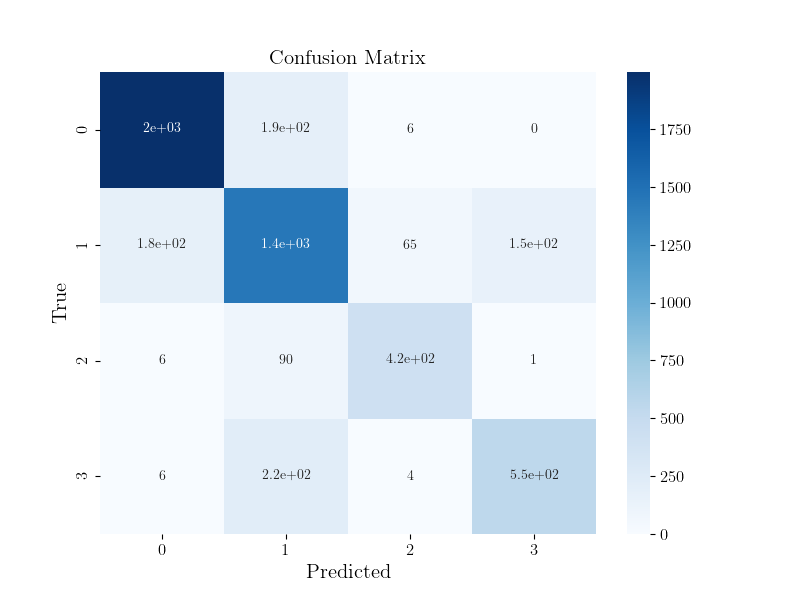 Confusion Matrix
0 2e+03 1.9e+02 6 0
1 1.8e+02 1.4e+03 65 1.5e+02
2 6 90 4.2e+02 1
3 6 2.2e+02 4 5.5e+02
0 1 2 3
Predicted
True
1750
1500
1250
1000
750
500
250
0